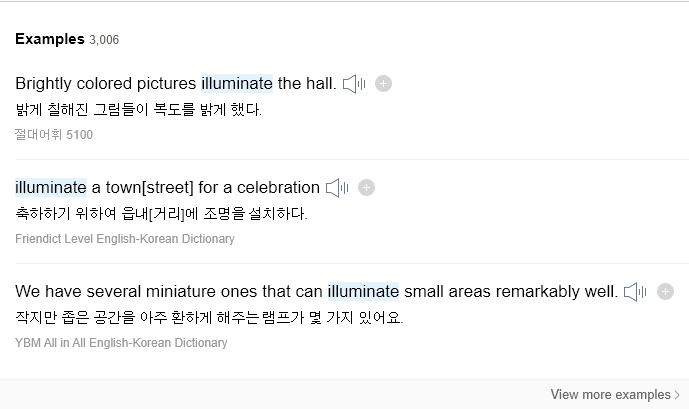 Examples 3,006
Brightly colored pictures illuminate the hall.
밝게 칠해진 그림들이 복도를 밝게 했다.
절대어휘 5100
illuminate a town[street] for a celebration
축하하기 위하여 읍내[거리]에 조명을 설치하다.
Friendict Level English-Korean Dictionary
We have several miniature ones that can illuminate small areas remarkably well.
작지만 좁은 공간을 아주 환하게 해주는 램프가 몇 가지 있어요.
YBM All in All English-Korean Dictionary
View more examples